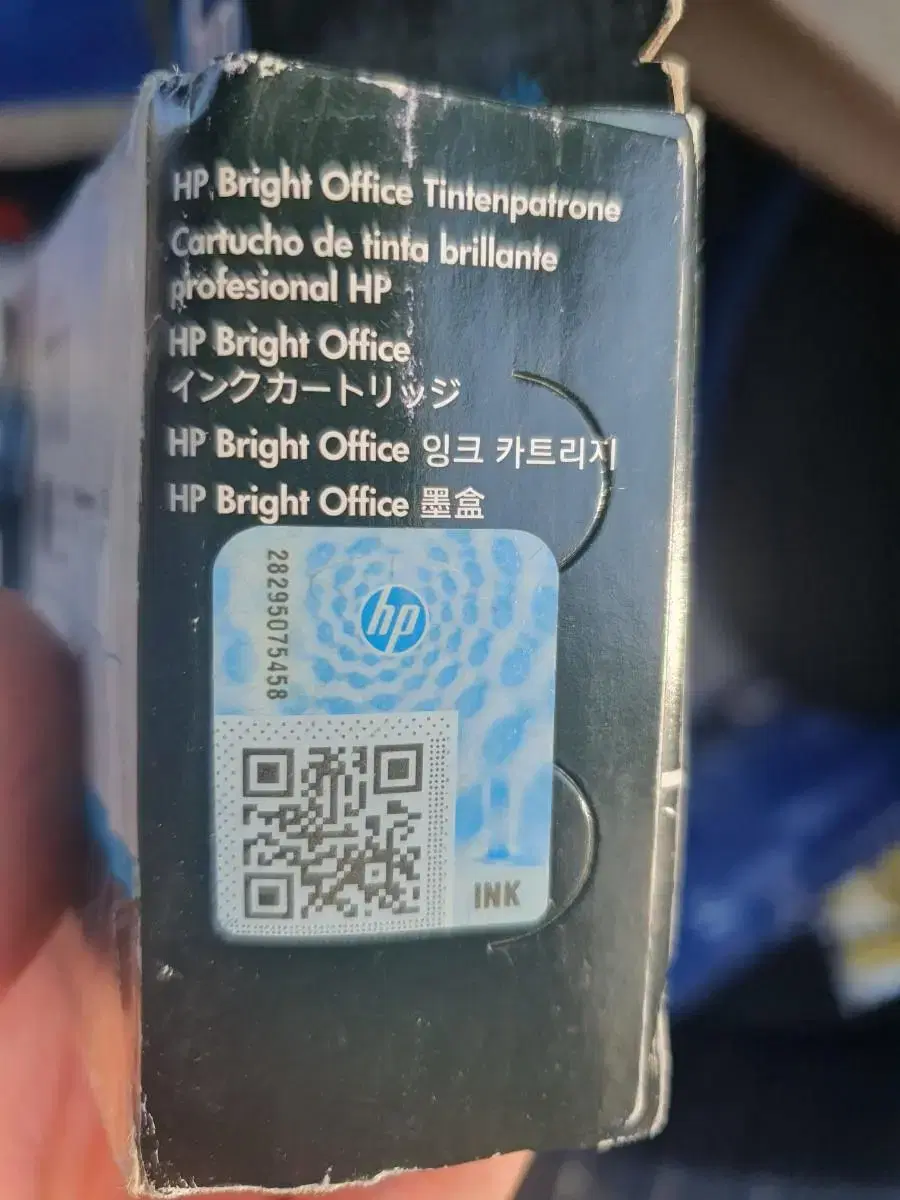 HP Bright Office Tintenpatrone
Cartucho de tinta brillante
profesional HP
HP Bright Office
インクカートリッジ
HP Bright Office 잉크 카트리지
HP Bright Office 墨盒
28295075458
hp
INK